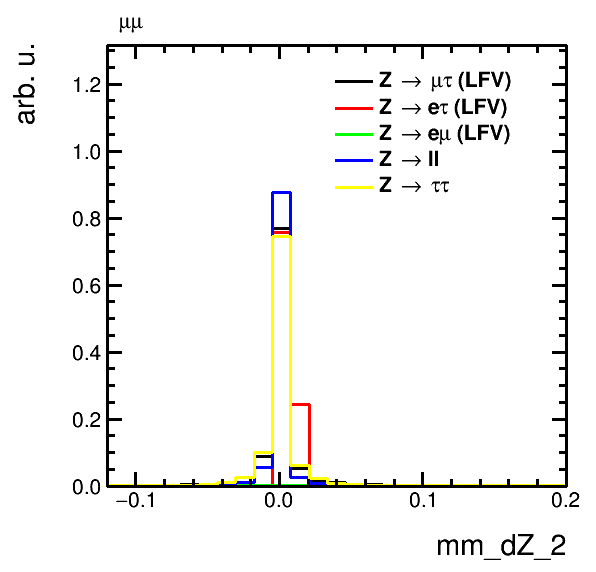 μμ
arb. u.
Z → μτ (LFV)
Z → eτ (LFV)
Z → eμ (LFV)
Z → ll
Z → ττ
1.2
1.0
0.8
0.6
0.4
0.2
0.0
−0.1 0.0 0.1 0.2
mm_dZ_2